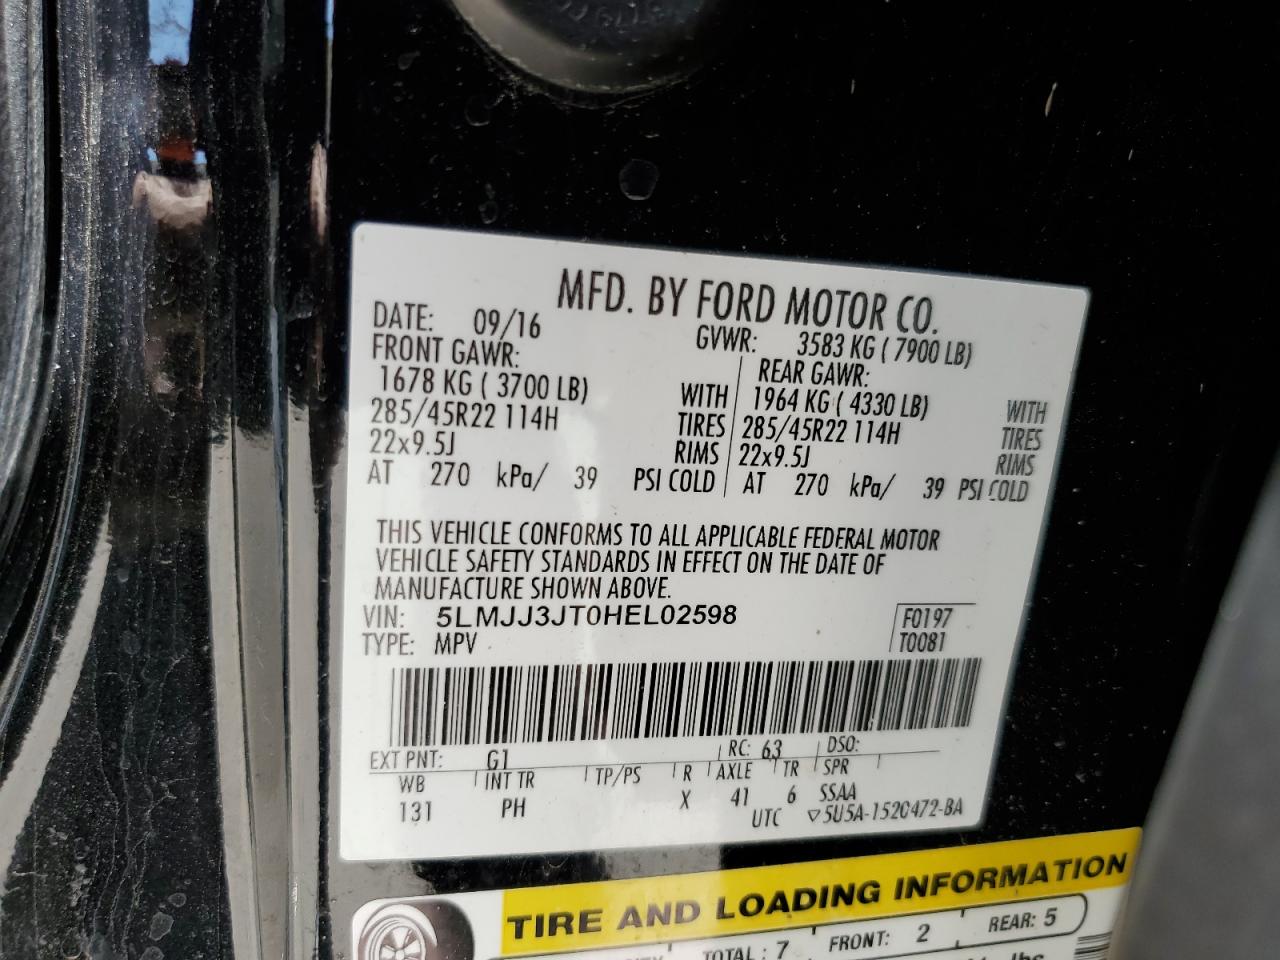 MFD. BY FORD MOTOR CO.
DATE: 09/16 GVWR: 3583 KG ( 7900 LB)
FRONT GAWR: REAR GAWR:
1678 KG ( 3700 LB) WITH 1964 KG ( 4330 LB) WITH
285/45R22 114H TIRES 285/45R22 114H TIRES
22x9.5J RIMS 22x9.5J RIMS
AT 270 kPa/ 39 PSI COLD AT 270 kPa/ 39 PSI COLD
THIS VEHICLE CONFORMS TO ALL APPLICABLE FEDERAL MOTOR
VEHICLE SAFETY STANDARDS IN EFFECT ON THE DATE OF
MANUFACTURE SHOWN ABOVE.
VIN: 5LMJJ3JT0HEL02598 F0197
TYPE: MPV T0081
EXT PNT: G1 RC: 63 DSO:
WB INT TR TP/PS R AXLE TR SPR
131 PH X 41 6 SSAA
UTC ▽5U5A-1520472-BA
TIRE AND LOADING INFORMATION
TOTAL: 7 FRONT: 2 REAR: 5